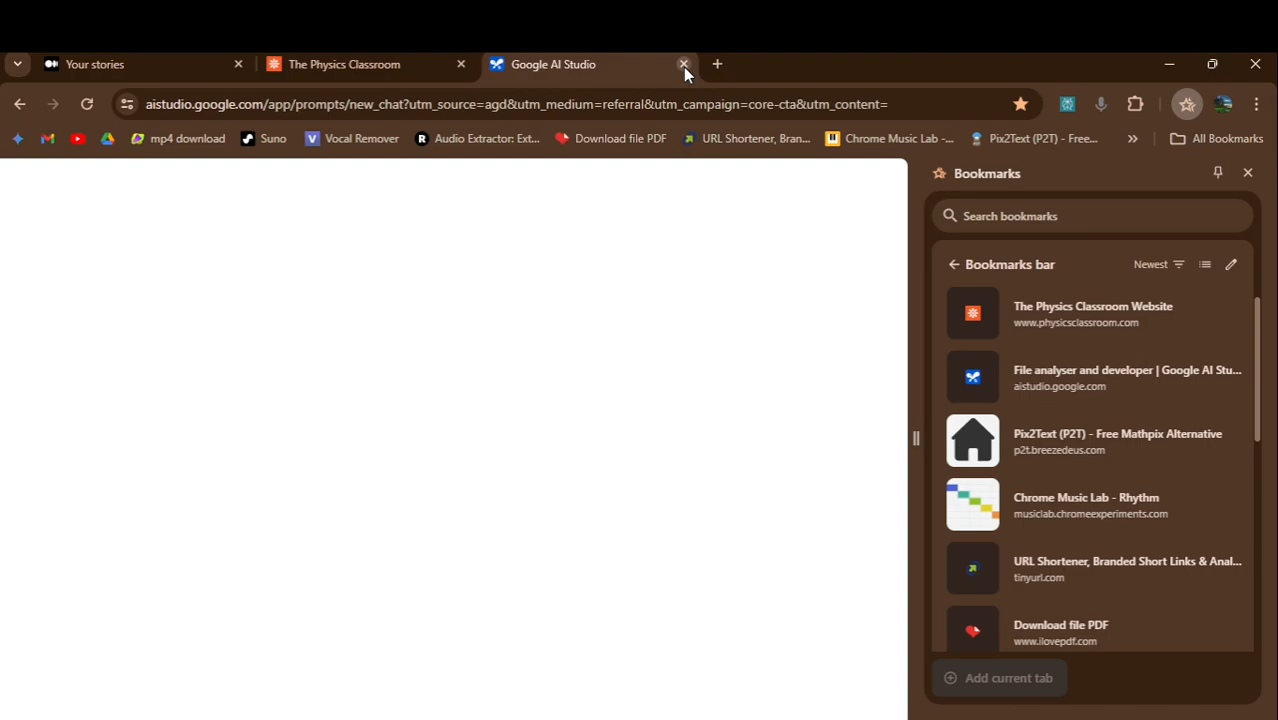 Your stories
The Physics Classroom
Google AI Studio
aistudio.google.com/app/prompts/new_chat?utm_source=agd&utm_medium=referral&utm_campaign=core-cta&utm_content=
mp4 download
Suno
Vocal Remover
Audio Extractor: Ext...
Download file PDF
URL Shortener, Bran...
Chrome Music Lab -...
Pix2Text (P2T) - Free...
»
All Bookmarks
Bookmarks
Search bookmarks
Bookmarks bar
Newest
The Physics Classroom Website
www.physicsclassroom.com
File analyser and developer | Google AI Stu...
aistudio.google.com
Pix2Text (P2T) - Free Mathpix Alternative
p2t.breezedeus.com
Chrome Music Lab - Rhythm
musiclab.chromeexperiments.com
URL Shortener, Branded Short Links & Anal...
tinyurl.com
Download file PDF
www.ilovepdf.com
Add current tab